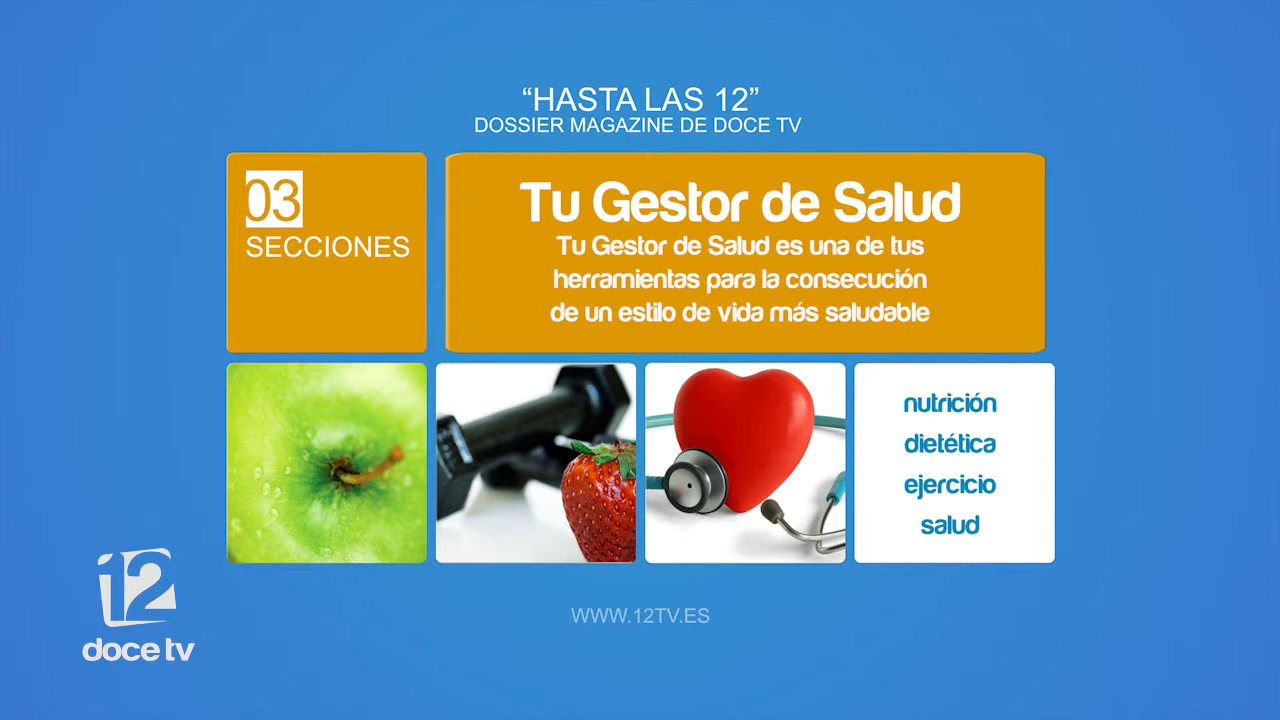 “HASTA LAS 12”
DOSSIER MAGAZINE DE DOCE TV
03
SECCIONES
Tu Gestor de Salud
Tu Gestor de Salud es una de tus
herramientas para la consecución
de un estilo de vida más saludable
nutrición
dietética
ejercicio
salud
12
doce tv
WWW.12TV.ES